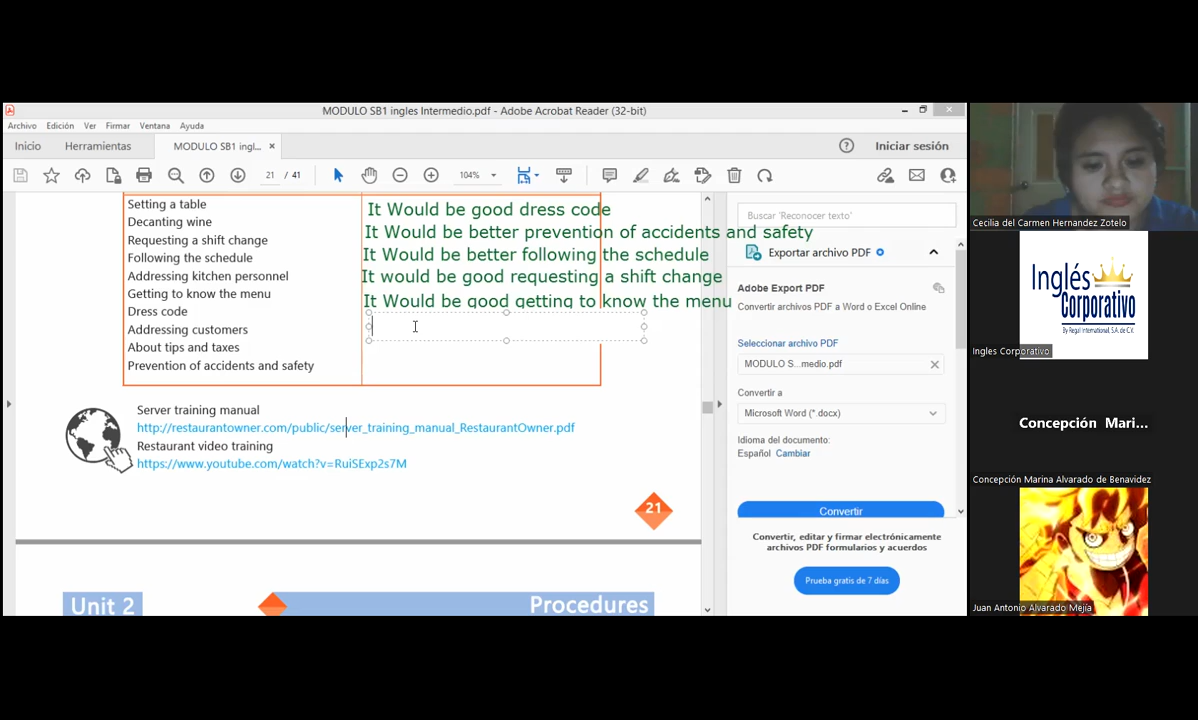 MODULO SB1 ingles Intermedio.pdf - Adobe Acrobat Reader (32-bit)
Archivo Edición Ver Firmar Ventana Ayuda
Inicio Herramientas MODULO SB1 ingl... × Iniciar sesión
21 / 41 104%
Setting a table
Decanting wine
Requesting a shift change
Following the schedule
Addressing kitchen personnel
Getting to know the menu
Dress code
Addressing customers
About tips and taxes
Prevention of accidents and safety
It Would be good dress code
It Would be better prevention of accidents and safety
It Would be better following the schedule
It would be good requesting a shift change
It Would be good getting to know the menu
Server training manual
http://restaurantowner.com/public/server_training_manual_RestaurantOwner.pdf
Restaurant video training
https://www.youtube.com/watch?v=RuiSExp2s7M
21
Unit 2 Procedures
Buscar 'Reconocer texto'
Exportar archivo PDF
Adobe Export PDF
Convertir archivos PDF a Word o Excel Online
Seleccionar archivo PDF
MODULO S...medio.pdf
Convertir a
Microsoft Word (*.docx)
Idioma del documento:
Español Cambiar
Convertir
Convertir, editar y firmar electrónicamente
archivos PDF formularios y acuerdos
Prueba gratis de 7 días
Cecilia del Carmen Hernandez Zotelo
Inglés
Corporativo
By Regal International, S.A. de C.V.
Ingles Corporativo
Concepción Mari...
Concepción Marina Alvarado de Benavidez
Juan Antonio Alvarado Mejía